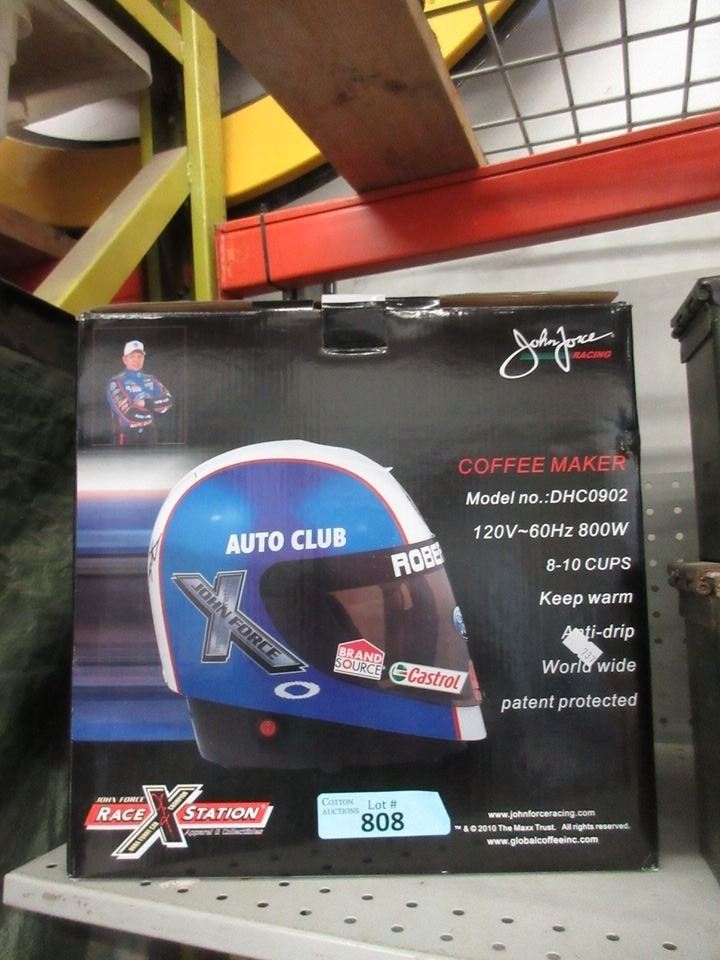 John Force
RACING
COFFEE MAKER
Model no.:DHC0902
120V~60Hz 800W
8-10 CUPS
Keep warm
Anti-drip
World wide
patent protected
AUTO CLUB
JOHN FORCE
BRAND
SOURCE
Castrol
JOHN FORCE
RACE X STATION
Apparel & Collectibles
COTTON
AUCTIONS
Lot #
808
www.johnforceracing.com
™ & © 2010 The Maxx Trust. All rights reserved.
www.globalcoffeeinc.com